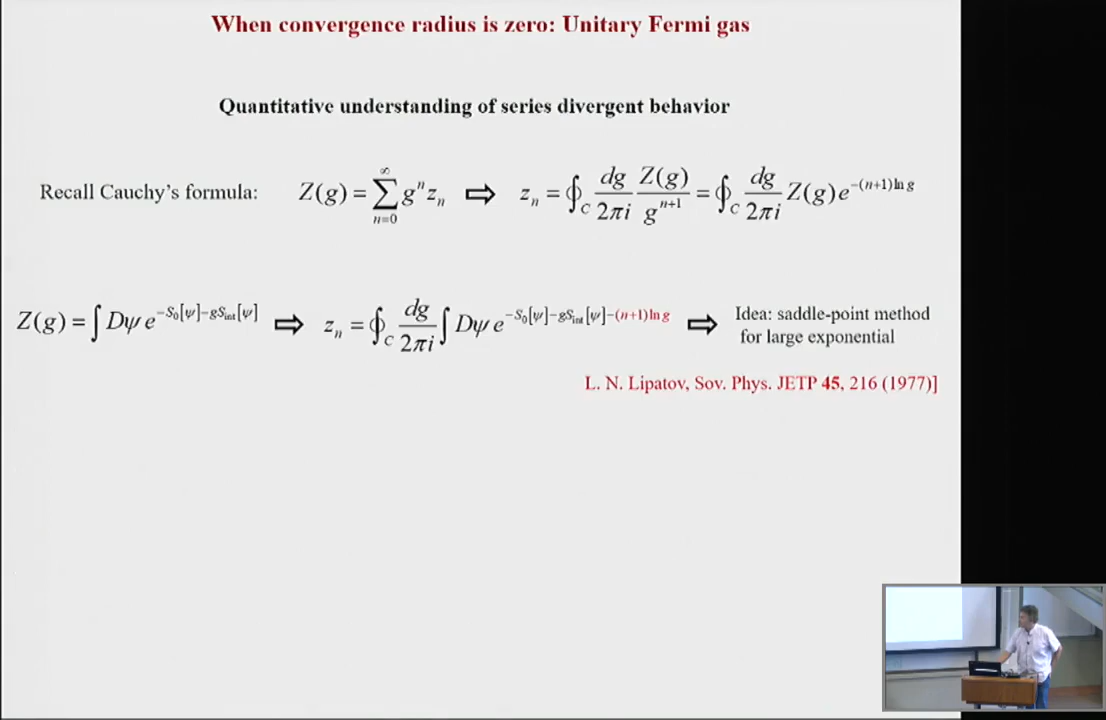 When convergence radius is zero: Unitary Fermi gas
Quantitative understanding of series divergent behavior
Recall Cauchy's formula: Z(g) = ∑_{n=0}^{∞} g^n z_n ⇨ z_n = ∮_C dg/2πi Z(g)/g^{n+1} = ∮_C dg/2πi Z(g)e^{-(n+1)ln g}
Z(g) = ∫ Dψ e^{-S_0[ψ]-gS_int[ψ]} ⇨ z_n = ∮_C dg/2πi ∫ Dψ e^{-S_0[ψ]-gS_int[ψ]-(n+1)ln g} ⇨ Idea: saddle-point method
for large exponential
L. N. Lipatov, Sov. Phys. JETP 45, 216 (1977)]